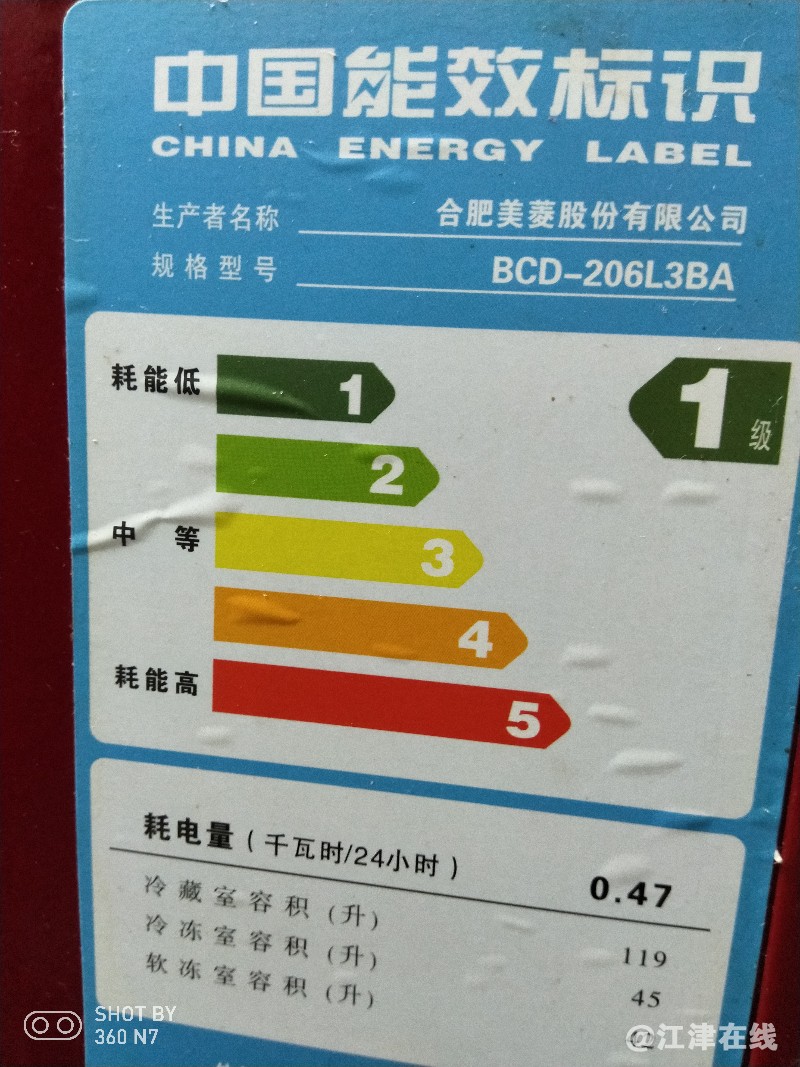 中国能效标识
CHINA ENERGY LABEL
生产者名称 合肥美菱股份有限公司
规格型号 BCD-206L3BA
耗能低 1 1级
2
中等 3
4
耗能高 5
耗电量(千瓦时/24小时) 0.47
冷藏室容积(升) 119
冷冻室容积(升) 45
软冻室容积(升)
SHOT BY
360 N7
@江津在线